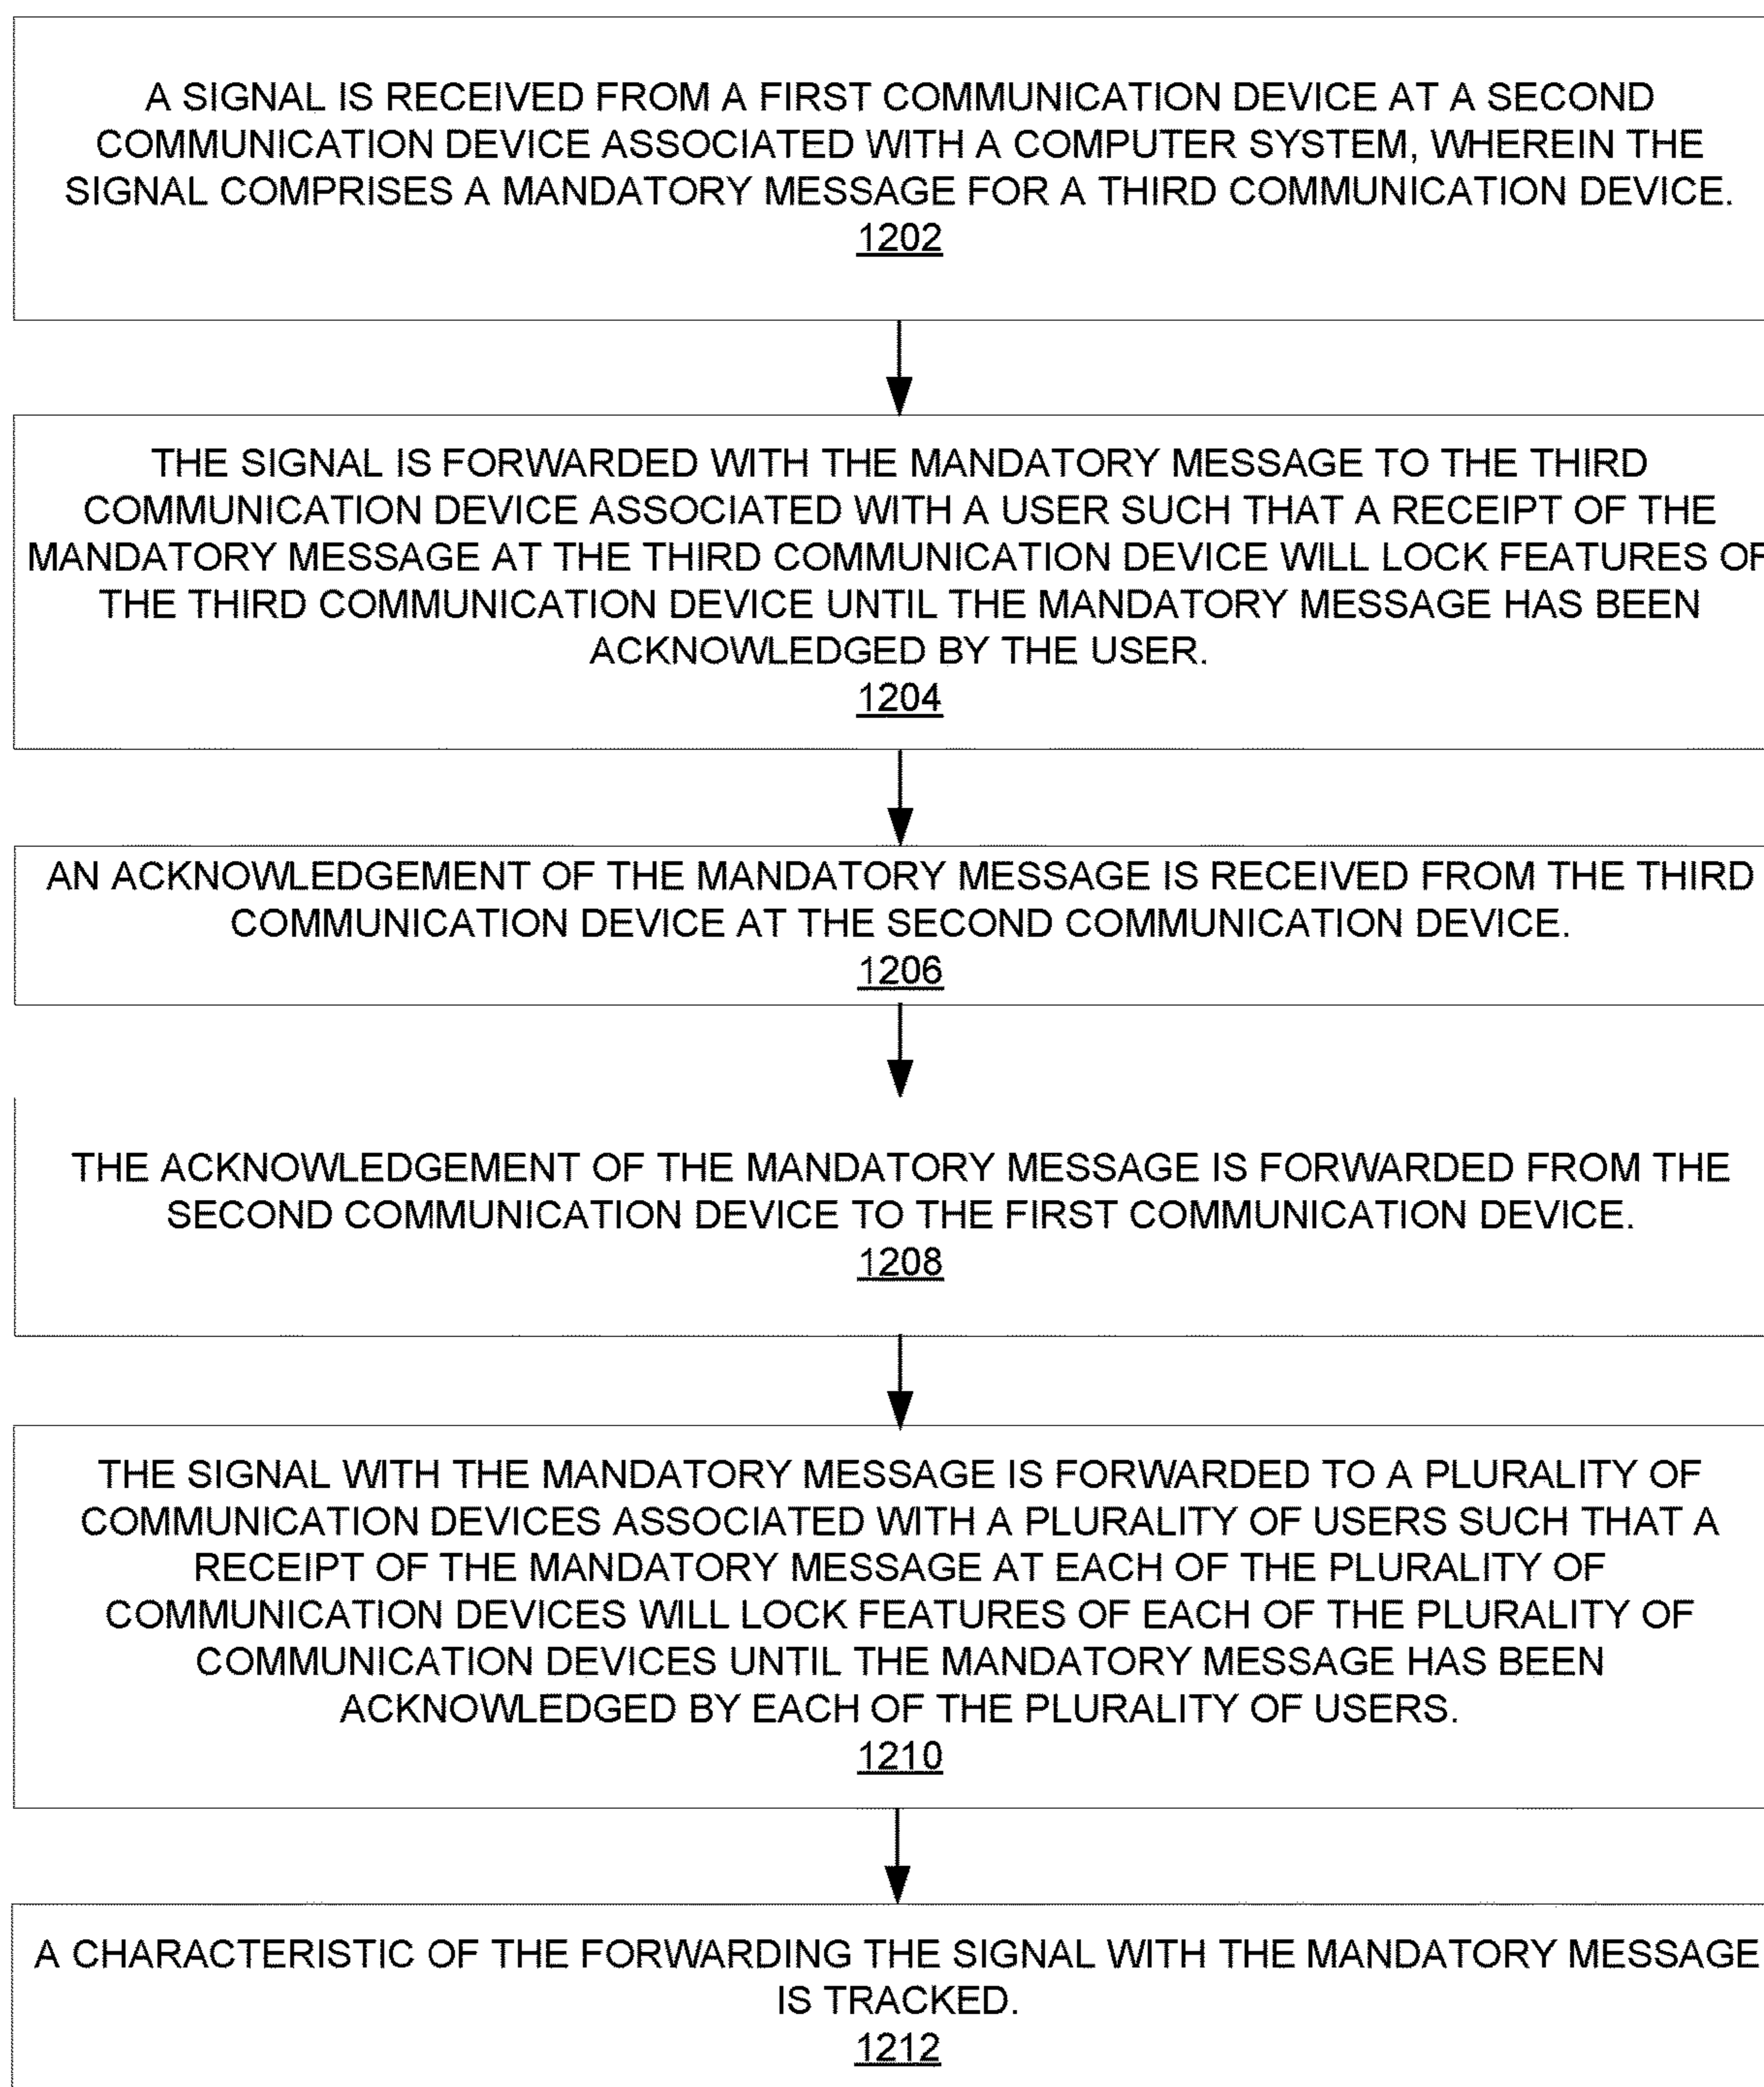 A SIGNAL IS RECEIVED FROM A FIRST COMMUNICATION DEVICE AT A SECOND
COMMUNICATION DEVICE ASSOCIATED WITH A COMPUTER SYSTEM, WHEREIN THE
SIGNAL COMPRISES A MANDATORY MESSAGE FOR A THIRD COMMUNICATION DEVICE.
1202
THE SIGNAL IS FORWARDED WITH THE MANDATORY MESSAGE TO THE THIRD
COMMUNICATION DEVICE ASSOCIATED WITH A USER SUCH THAT A RECEIPT OF THE
MANDATORY MESSAGE AT THE THIRD COMMUNICATION DEVICE WILL LOCK FEATURES OF
THE THIRD COMMUNICATION DEVICE UNTIL THE MANDATORY MESSAGE HAS BEEN
ACKNOWLEDGED BY THE USER.
1204
AN ACKNOWLEDGEMENT OF THE MANDATORY MESSAGE IS RECEIVED FROM THE THIRD
COMMUNICATION DEVICE AT THE SECOND COMMUNICATION DEVICE.
1206
THE ACKNOWLEDGEMENT OF THE MANDATORY MESSAGE IS FORWARDED FROM THE
SECOND COMMUNICATION DEVICE TO THE FIRST COMMUNICATION DEVICE.
1208
THE SIGNAL WITH THE MANDATORY MESSAGE IS FORWARDED TO A PLURALITY OF
COMMUNICATION DEVICES ASSOCIATED WITH A PLURALITY OF USERS SUCH THAT A
RECEIPT OF THE MANDATORY MESSAGE AT EACH OF THE PLURALITY OF
COMMUNICATION DEVICES WILL LOCK FEATURES OF EACH OF THE PLURALITY OF
COMMUNICATION DEVICES UNTIL THE MANDATORY MESSAGE HAS BEEN
ACKNOWLEDGED BY EACH OF THE PLURALITY OF USERS.
1210
A CHARACTERISTIC OF THE FORWARDING THE SIGNAL WITH THE MANDATORY MESSAGE
IS TRACKED.
1212